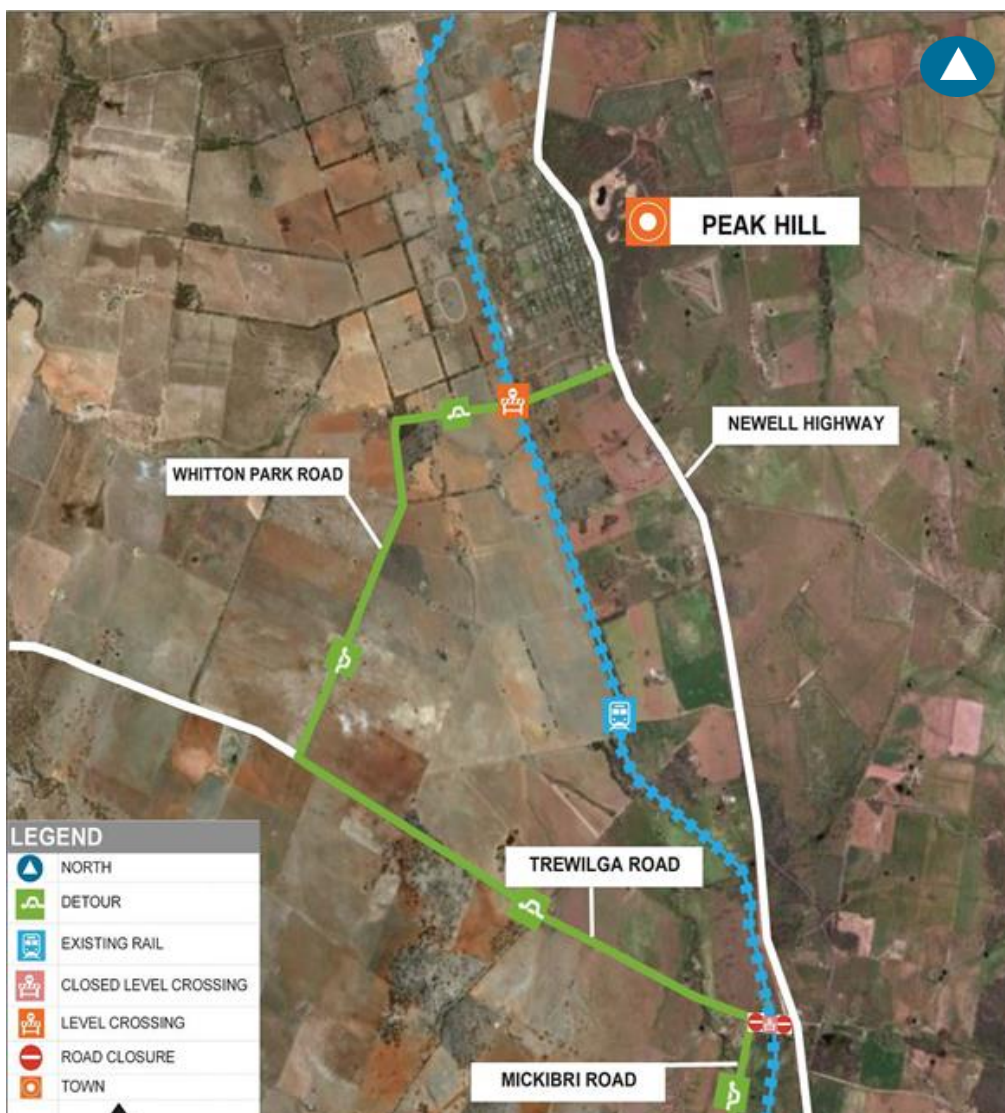 PEAK HILL
NEWELL HIGHWAY
WHITTON PARK ROAD
TREWILGA ROAD
MICKIBRI ROAD
LEGEND
NORTH
DETOUR
EXISTING RAIL
CLOSED LEVEL CROSSING
LEVEL CROSSING
ROAD CLOSURE
TOWN